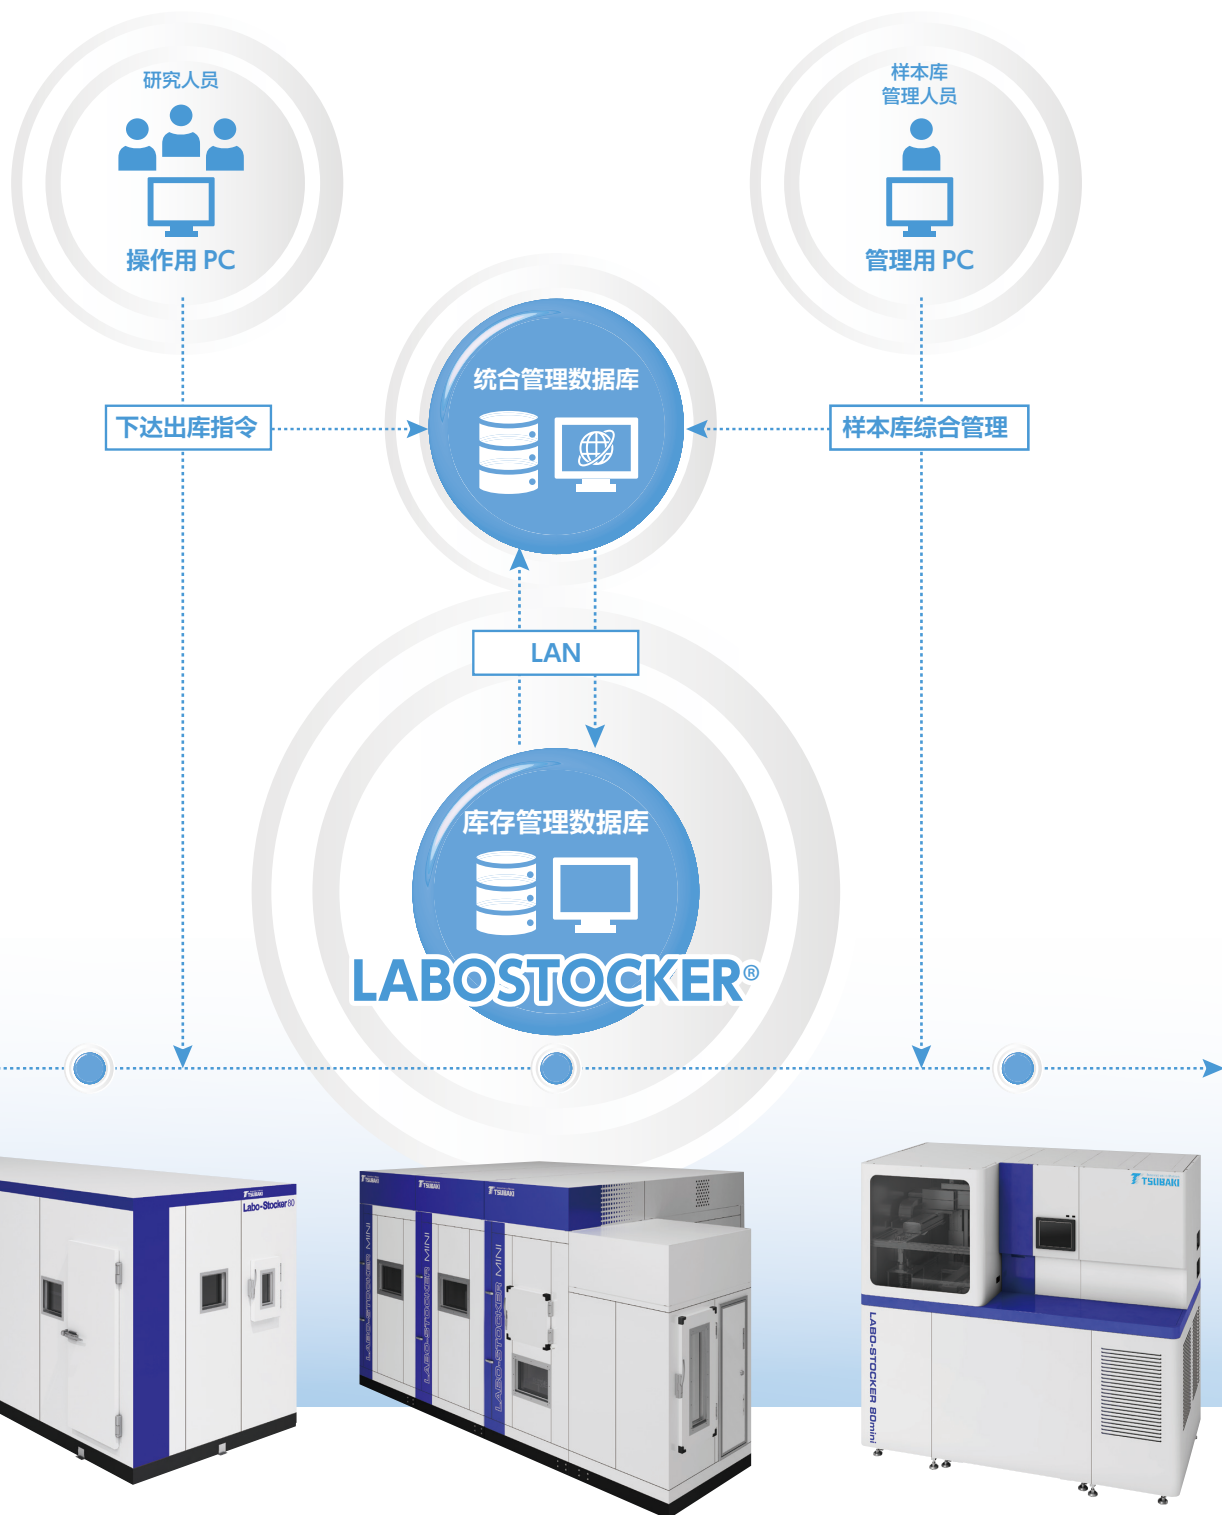 研究人员
操作用 PC
样本库
管理人员
管理用 PC
统合管理数据库
下达出库指令
样本库综合管理
LAN
库存管理数据库
LABOSTOCKER®
TSUBAKI
Labo-Stocker 80
TSUBAKI
TSUBAKI
TSUBAKI
LABO-STOCKER MINI
LABO-STOCKER MINI
LABO-STOCKER MINI
TSUBAKI
LABO-STOCKER 80mini